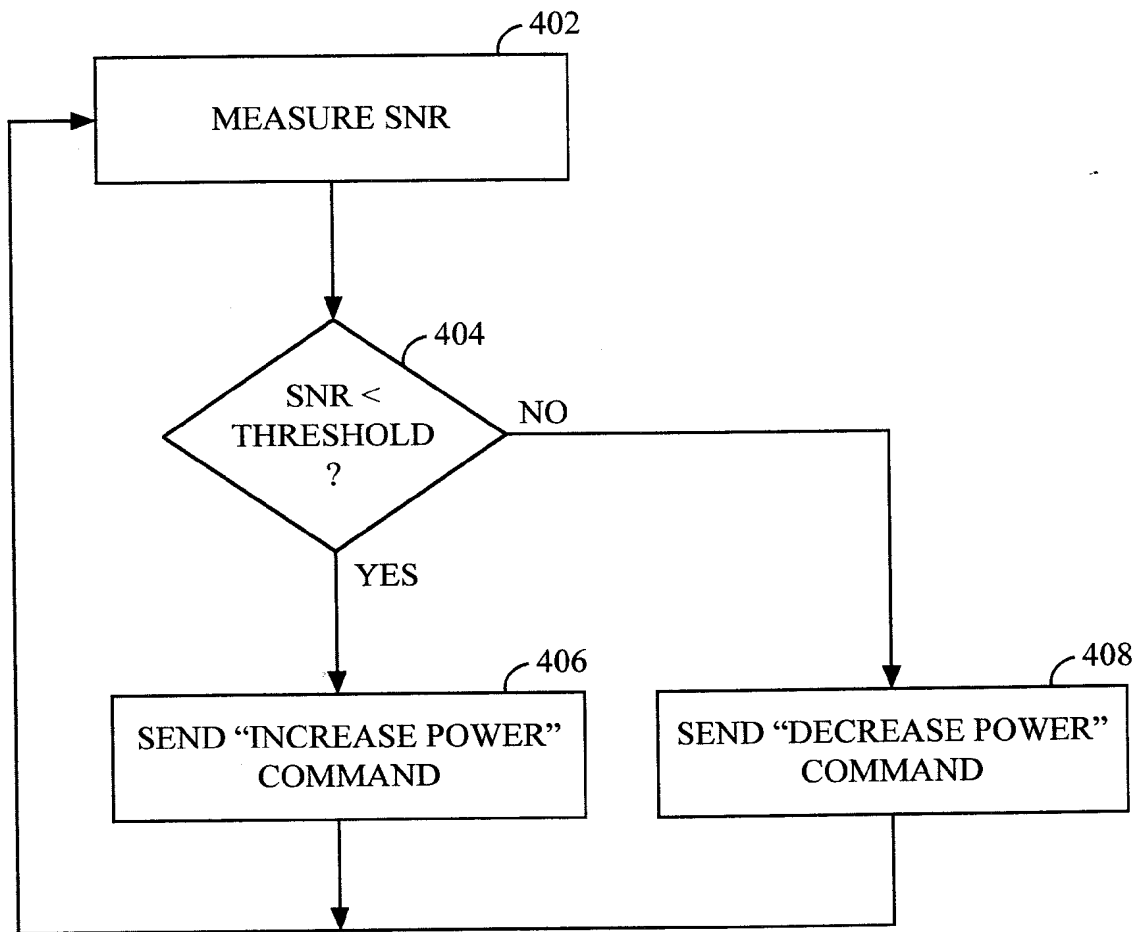 402
MEASURE SNR
404
SNR <
THRESHOLD
?
NO
YES
406
SEND “INCREASE POWER”
COMMAND
408
SEND “DECREASE POWER”
COMMAND